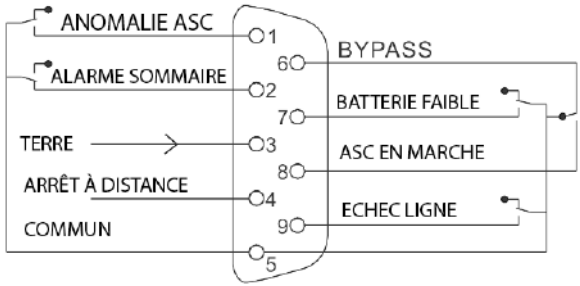 ANOMALIE ASC
1
6
BYPASS
ALARME SOMMAIRE
2
7
BATTERIE FAIBLE
TERRE
3
8
ASC EN MARCHE
ARRÊT À DISTANCE
4
9
ECHEC LIGNE
COMMUN
5